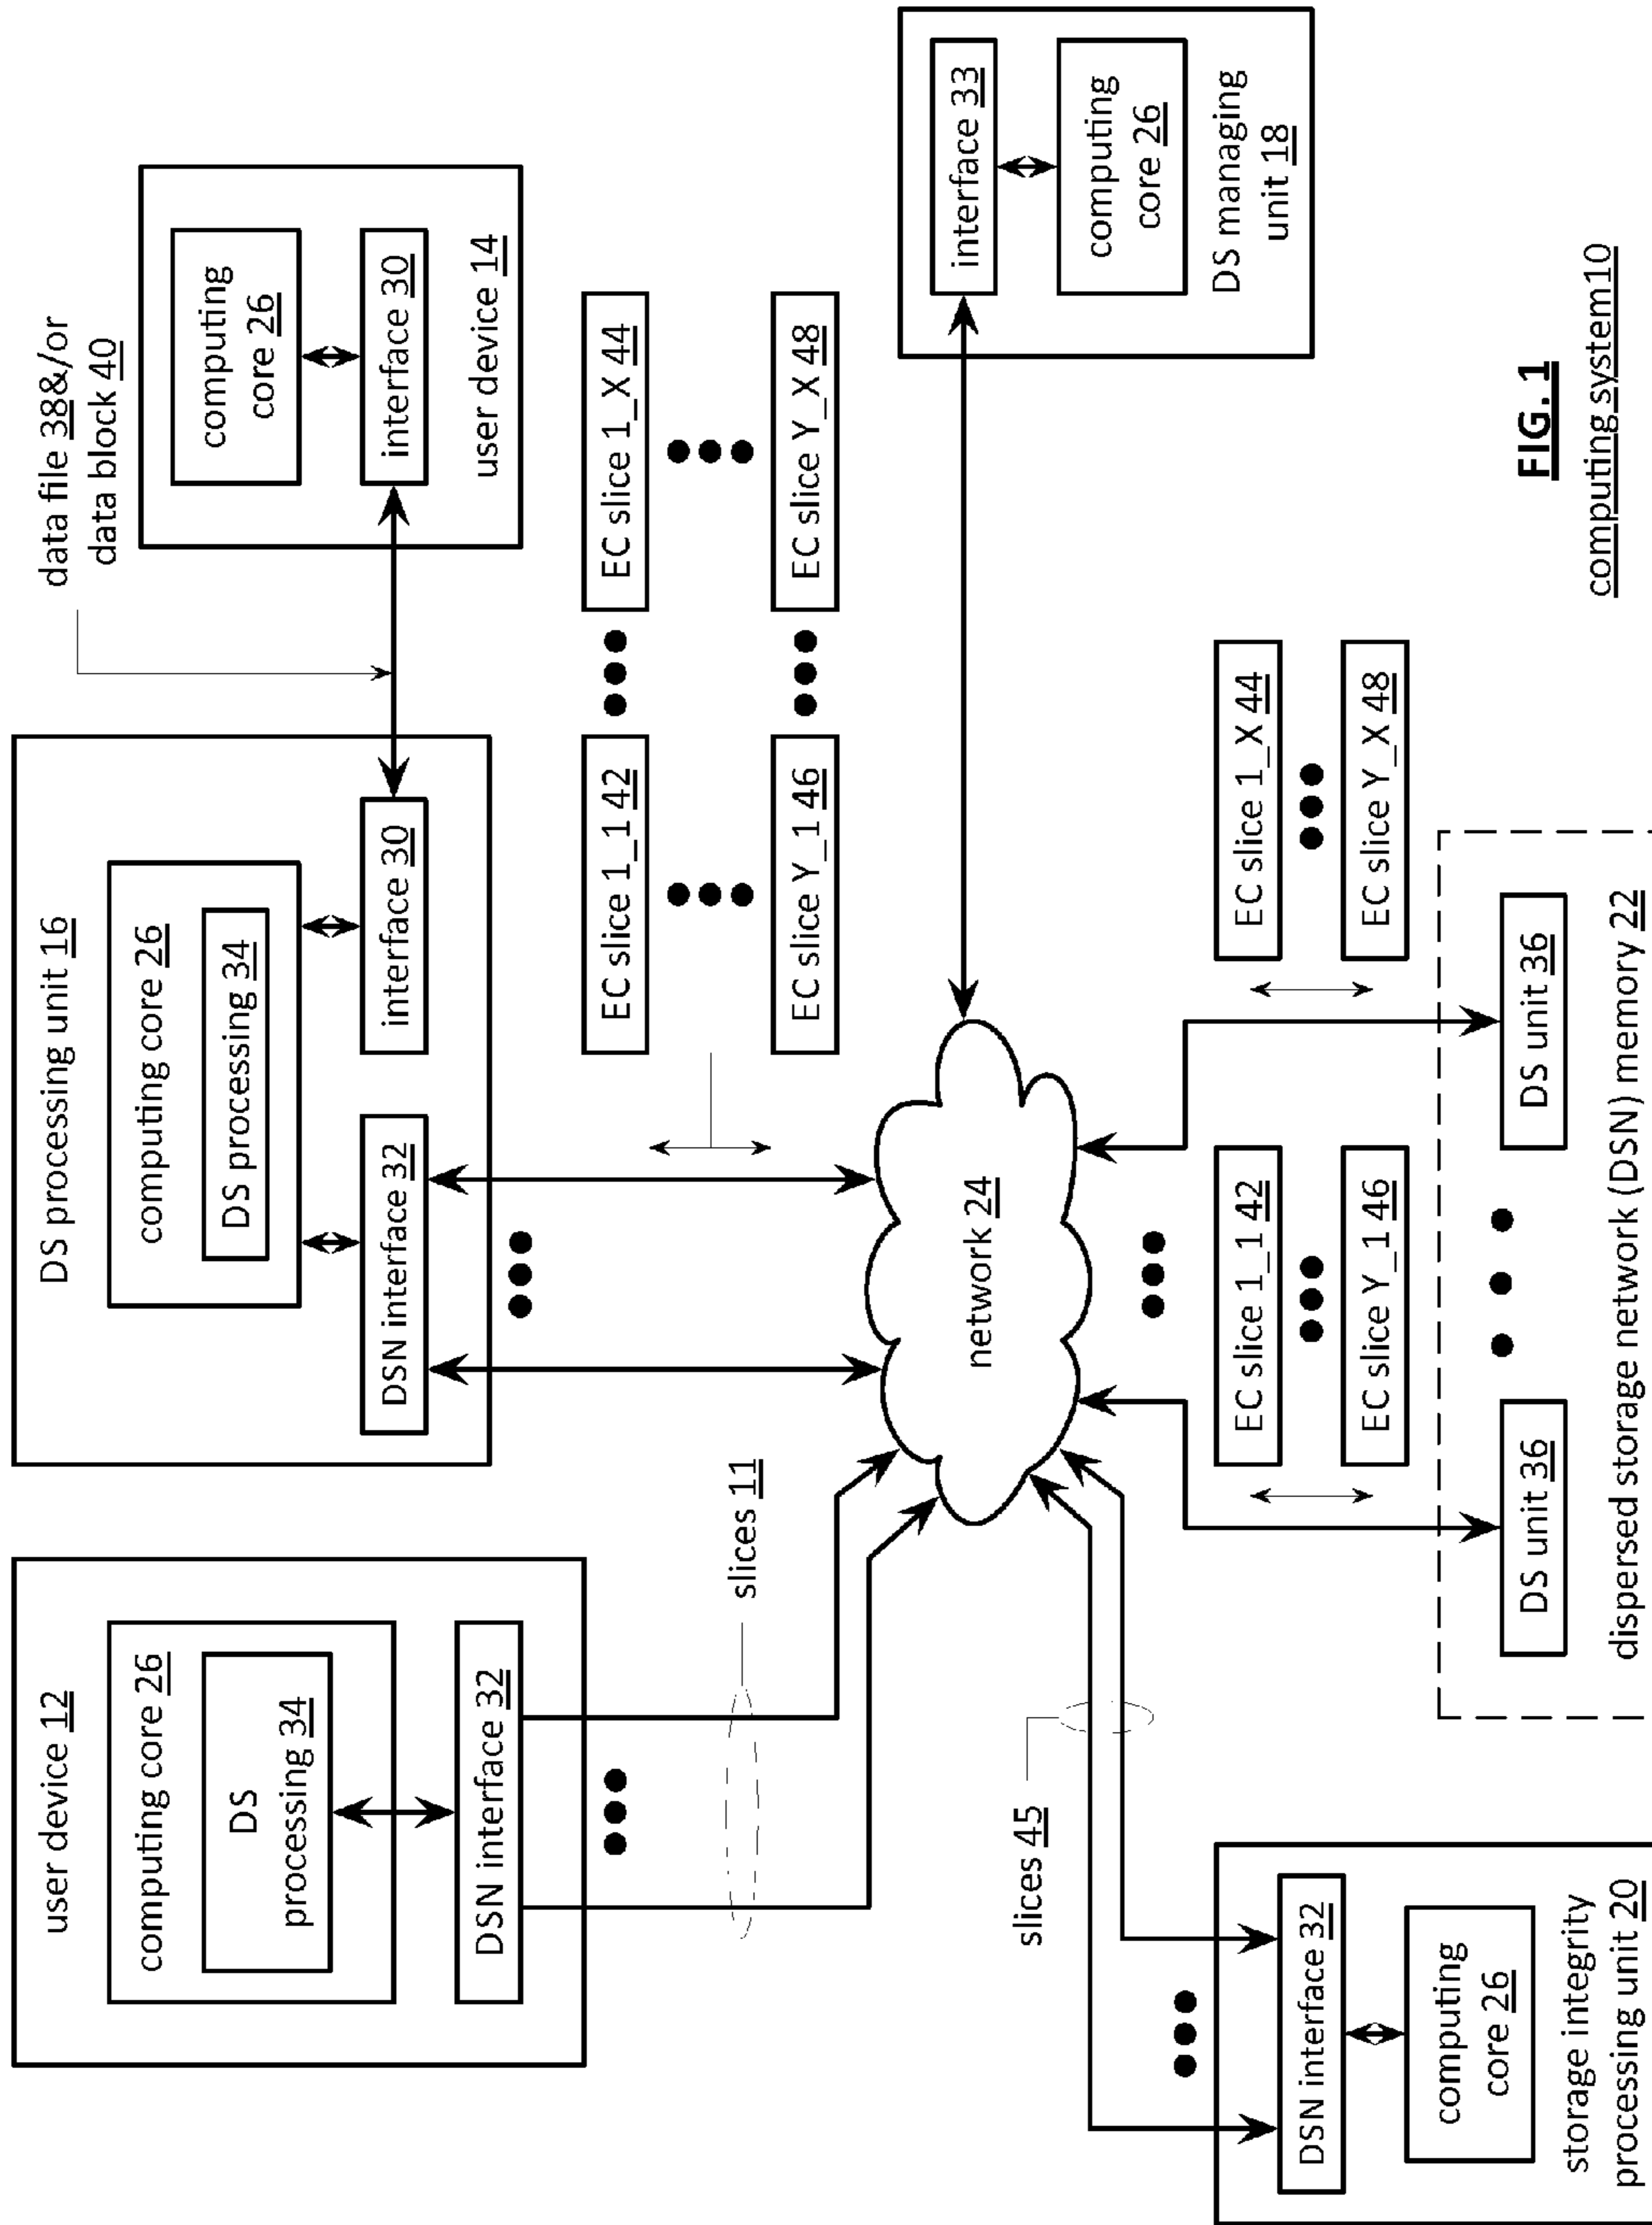 user device 12
computing core 26
DS
processing 34
DSN interface 32
slices 11
DS processing unit 16
computing core 26
DS processing 34
DSN interface 32
interface 30
data file 38&/or
data block 40
computing
core 26
interface 30
user device 14
EC slice 1_1 42
EC slice 1_X 44
EC slice Y_1 46
EC slice Y_X 48
network 24
interface 33
computing
core 26
DS managing
unit 18
slices 45
DSN interface 32
computing
core 26
storage integrity
processing unit 20
EC slice 1_1 42
EC slice Y_1 46
EC slice 1_X 44
EC slice Y_X 48
DS unit 36
DS unit 36
dispersed storage network (DSN) memory 22
FIG. 1
computing system10